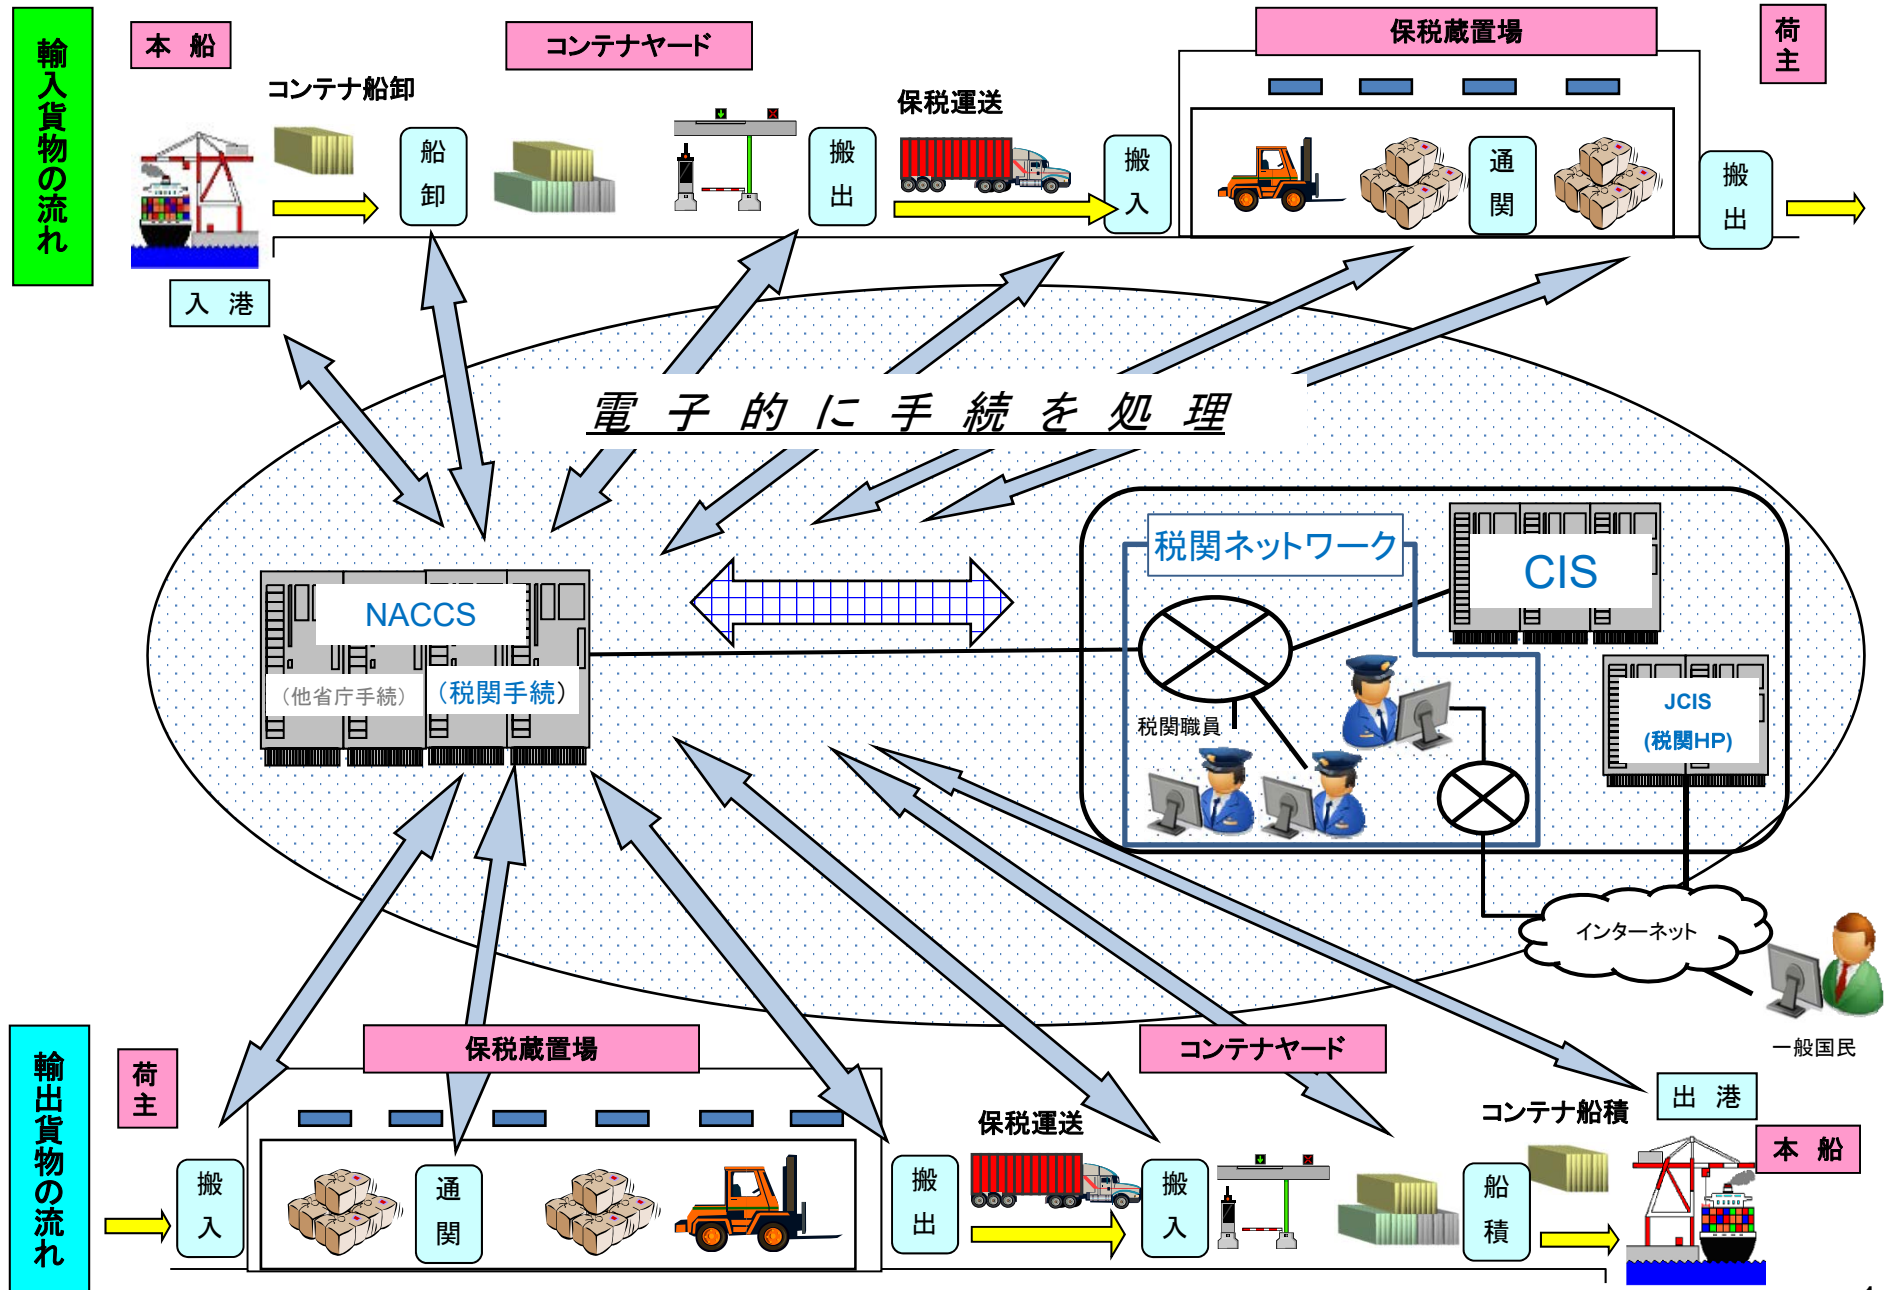 輸入貨物の流れ
本 船
コンテナヤード
保税蔵置場
荷主
コンテナ船卸
船卸
搬出
保税運送
搬入
通関
搬出
入 港
電 子 的 に 手 続 を 処 理
税関ネットワーク
CIS
NACCS
(他省庁手続)
(税関手続)
JCIS
(税関HP)
税関職員
インターネット
一般国民
輸出貨物の流れ
荷主
保税蔵置場
コンテナヤード
出 港
本 船
搬入
通関
搬出
保税運送
搬入
コンテナ船積
船積